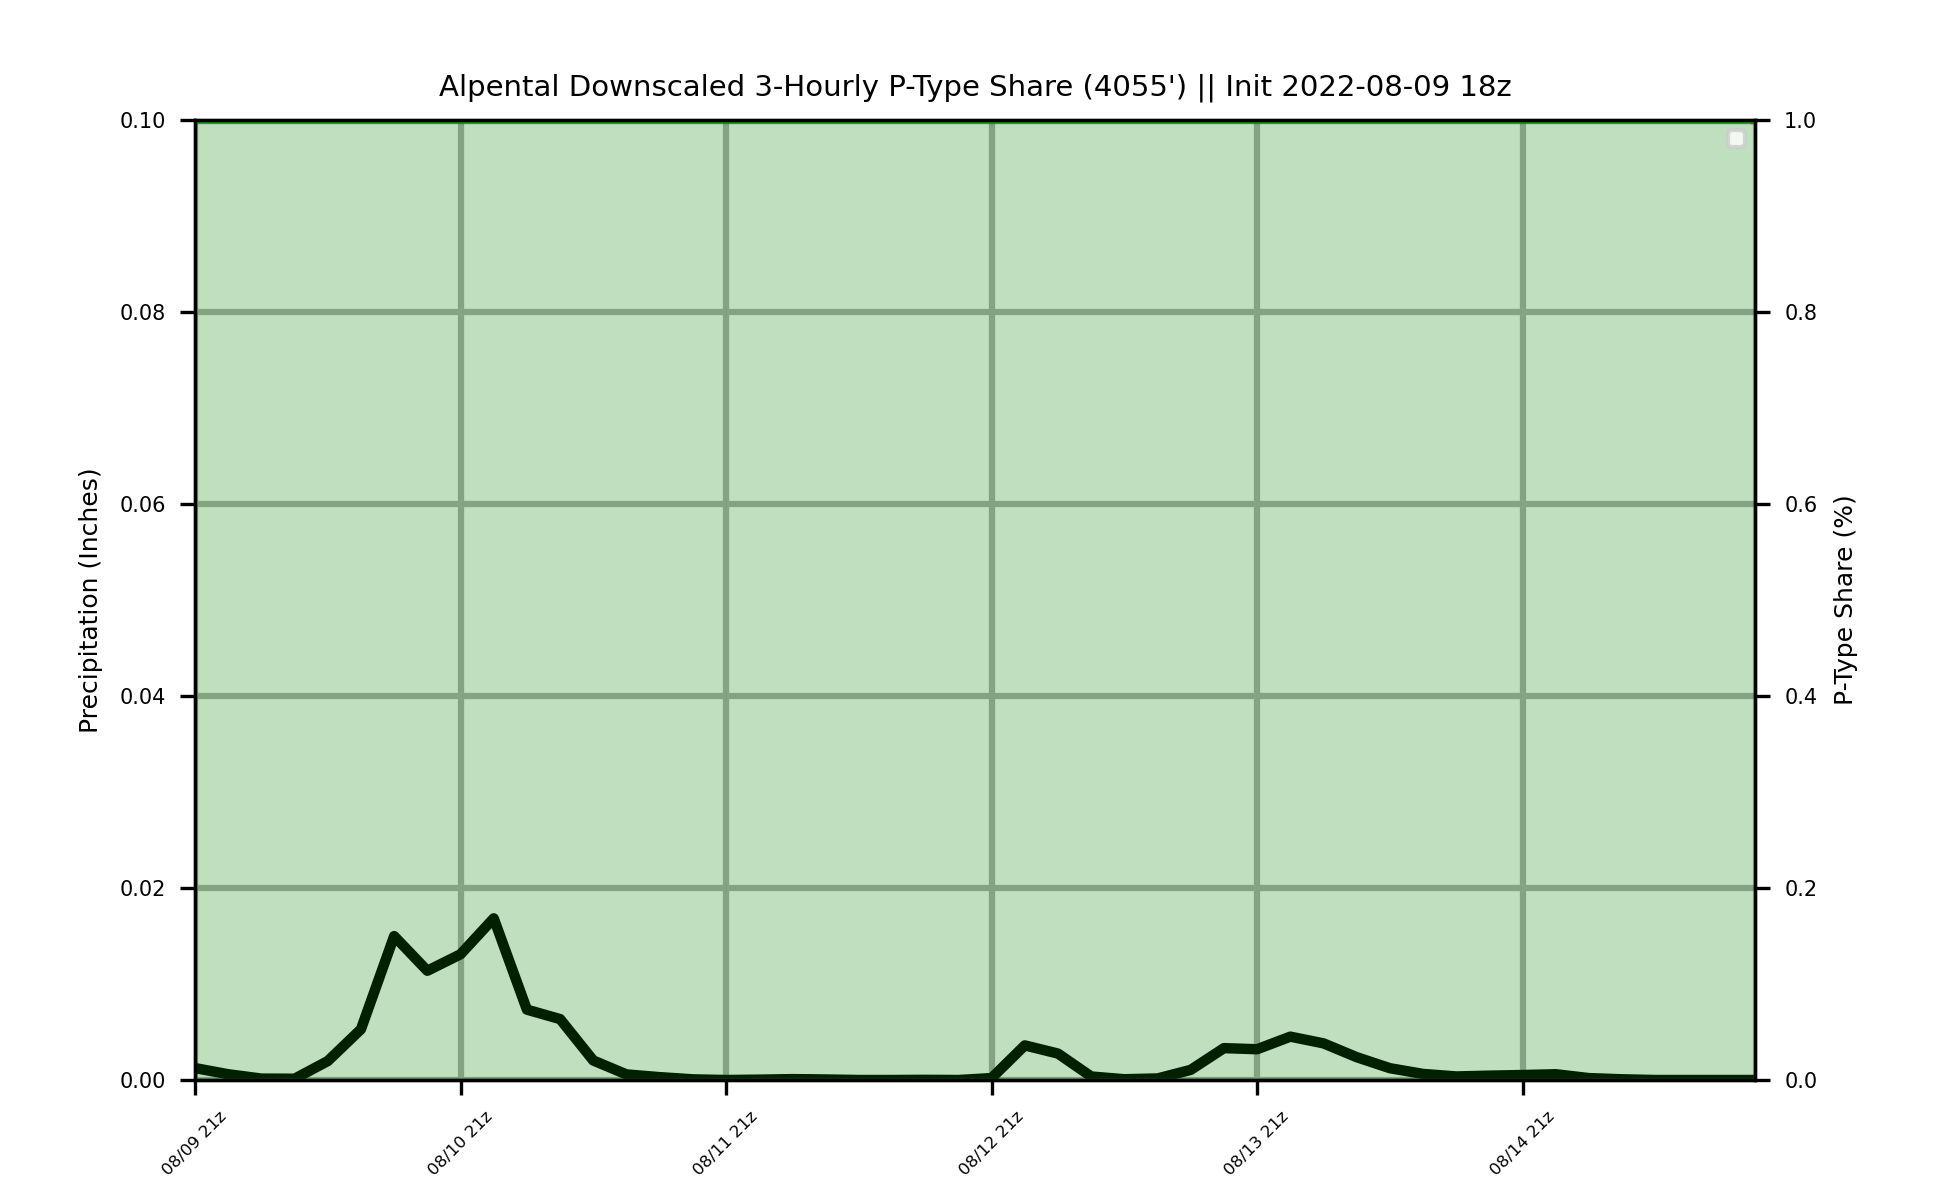 Alpental Downscaled 3-Hourly P-Type Share (4055') || Init 2022-08-09 18z
0.10
0.08
0.06
0.04
0.02
0.00
Precipitation (Inches)
1.0
0.8
0.6
0.4
0.2
0.0
P-Type Share (%)
08/09 21z
08/10 21z
08/11 21z
08/12 21z
08/13 21z
08/14 21z